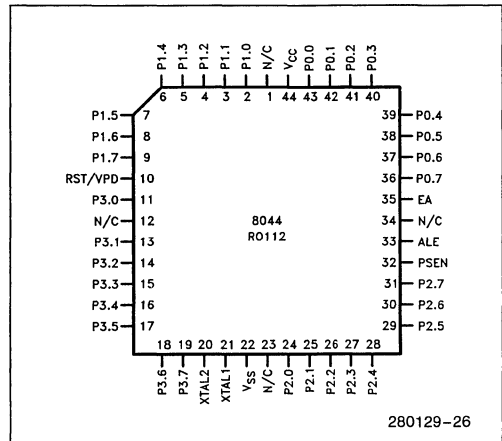 P1.4 P1.3 P1.2 P1.1 P1.0 N/C VCC P0.0 P0.1 P0.2 P0.3
6 5 4 3 2 1 44 43 42 41 40
P1.5 7 39 P0.4
P1.6 8 38 P0.5
P1.7 9 37 P0.6
RST/VPD 10 36 P0.7
P3.0 11 35 EA
N/C 12 8044 34 N/C
P3.1 13 RO112 33 ALE
P3.2 14 32 PSEN
P3.3 15 31 P2.7
P3.4 16 30 P2.6
P3.5 17 29 P2.5
18 19 20 21 22 23 24 25 26 27 28
P3.6 P3.7 XTAL2 XTAL1 VSS N/C P2.0 P2.1 P2.2 P2.3 P2.4
280129-26